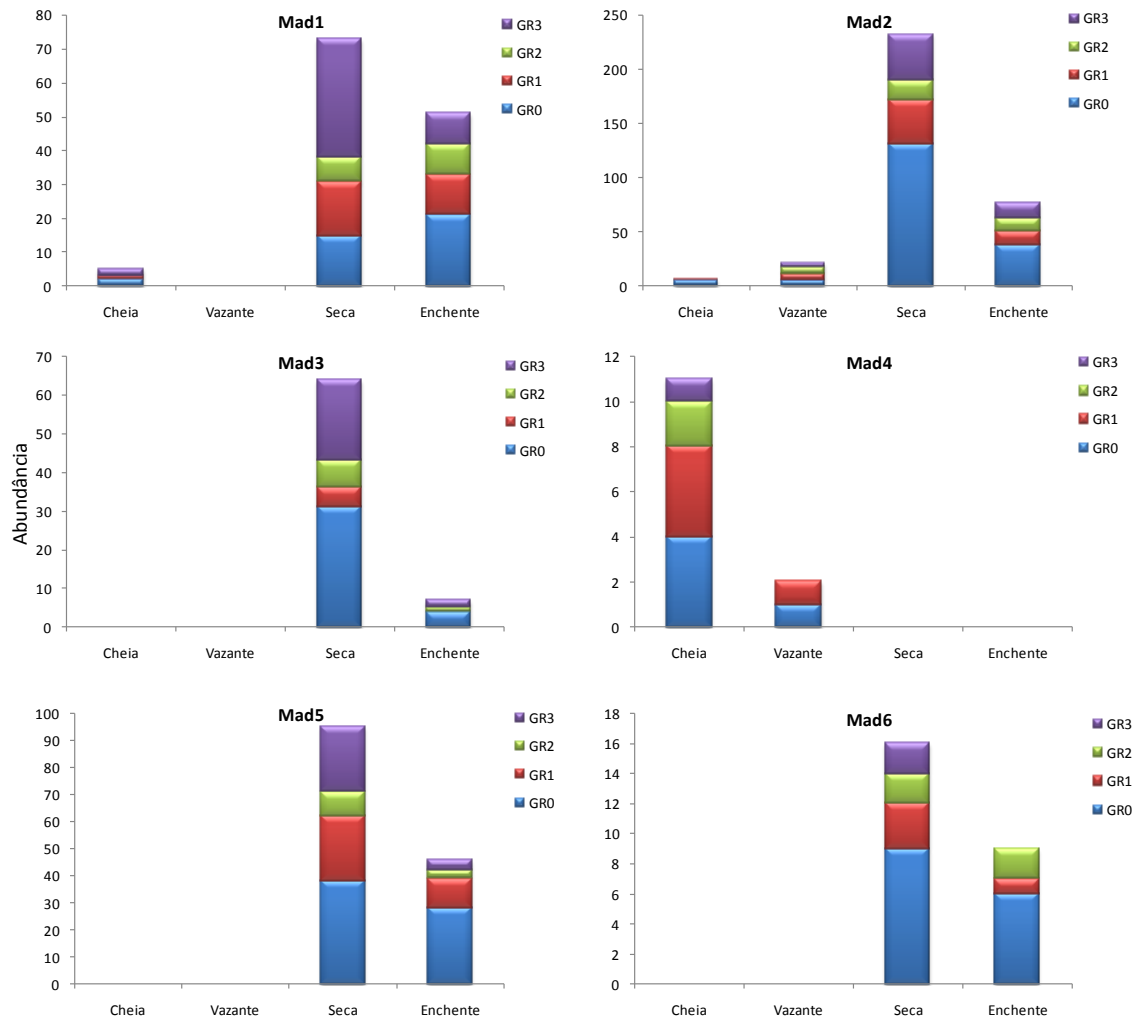 Mad1
80
70
60
50
40
30
20
10
0
Cheia Vazante Seca Enchente
GR3
GR2
GR1
GR0
Mad2
250
200
150
100
50
0
Cheia Vazante Seca Enchente
GR3
GR2
GR1
GR0
Abundância
Mad3
70
60
50
40
30
20
10
0
Cheia Vazante Seca Enchente
GR3
GR2
GR1
GR0
Mad4
12
10
8
6
4
2
0
Cheia Vazante Seca Enchente
GR3
GR2
GR1
GR0
Mad5
100
90
80
70
60
50
40
30
20
10
0
Cheia Vazante Seca Enchente
GR3
GR2
GR1
GR0
Mad6
18
16
14
12
10
8
6
4
2
0
Cheia Vazante Seca Enchente
GR3
GR2
GR1
GR0